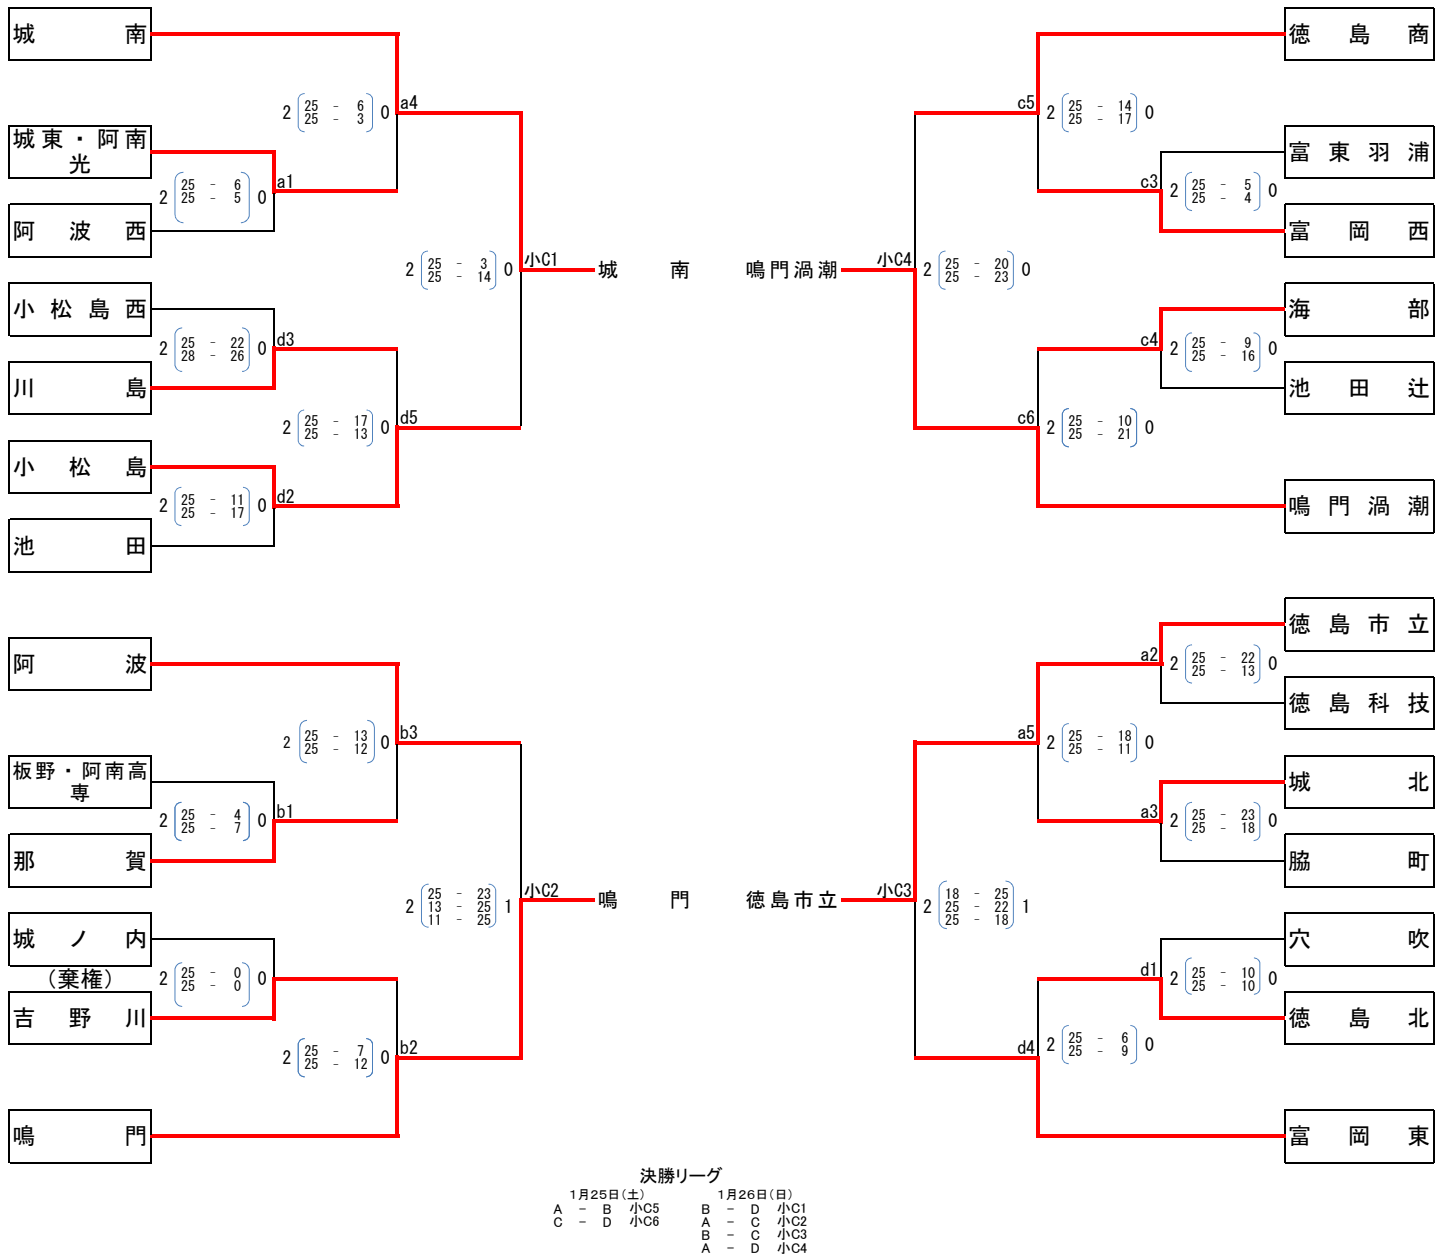 城 南
2 25 - 6 0 a4
25 - 3
城東・阿南
光
2 25 - 6 0 a1
25 - 5
阿 波 西
2 25 - 3 0 小C1
25 - 14
城 南
小 松 島 西
2 25 - 22 0 d3
28 - 26
川 島
2 25 - 17 0 d5
25 - 13
小 松 島
2 25 - 11 0 d2
25 - 17
池 田
徳 島 商
c5 2 25 - 14 0
25 - 17
富 東 羽 浦
c3 2 25 - 5 0
25 - 4
富 岡 西
鳴門渦潮
小C4 2 25 - 20 0
25 - 23
海 部
c4 2 25 - 9 0
25 - 16
池 田 辻
c6 2 25 - 10 0
25 - 21
鳴 門 渦 潮
阿 波
2 25 - 13 0 b3
25 - 12
板野・阿南高
専
2 25 - 4 0 b1
25 - 7
那 賀
2 25 - 23 1 小C2
13 - 25
11 - 25
鳴 門
城 ノ 内
(棄権)
2 25 - 0 0
25 - 0
吉 野 川
2 25 - 7 0 b2
25 - 12
鳴 門
徳 島 市 立
a2 2 25 - 22 0
25 - 13
徳 島 科 技
a5 2 25 - 18 0
25 - 11
城 北
a3 2 25 - 23 0
25 - 18
脇 町
徳島市立
小C3 2 18 - 25 1
25 - 22
25 - 18
穴 吹
d1 2 25 - 10 0
25 - 10
徳 島 北
d4 2 25 - 6 0
25 - 9
富 岡 東
決勝リーグ
1月25日(土) 1月26日(日)
A - B 小C5 B - D 小C1
C - D 小C6 A - C 小C2
B - C 小C3
A - D 小C4